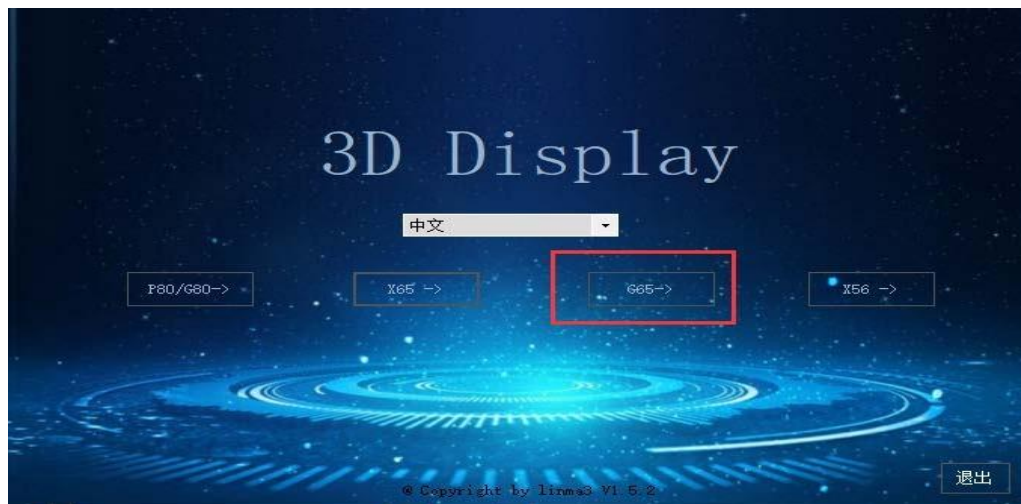 3D Display
中文
P80/G80->
X65 ->
G65->
X56 ->
退出
© Copyright by linma3 V1.5.2